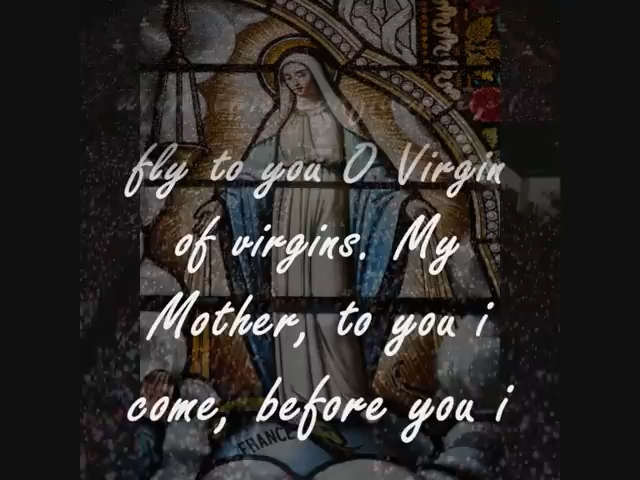 fly to you O Virgin
of virgins. My
Mother, to you i
come, before you i
FRANCE